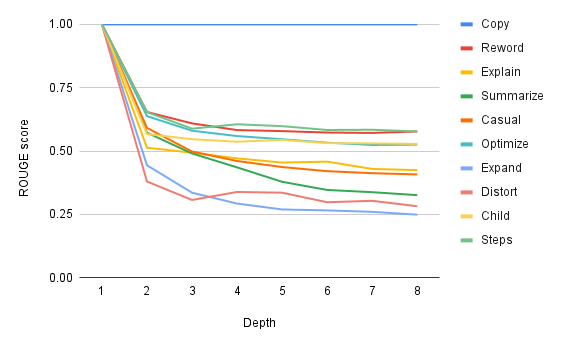 1.00
0.75
0.50
0.25
0.00
ROUGE score
1 2 3 4 5 6 7 8
Depth
Copy
Reword
Explain
Summarize
Casual
Optimize
Expand
Distort
Child
Steps